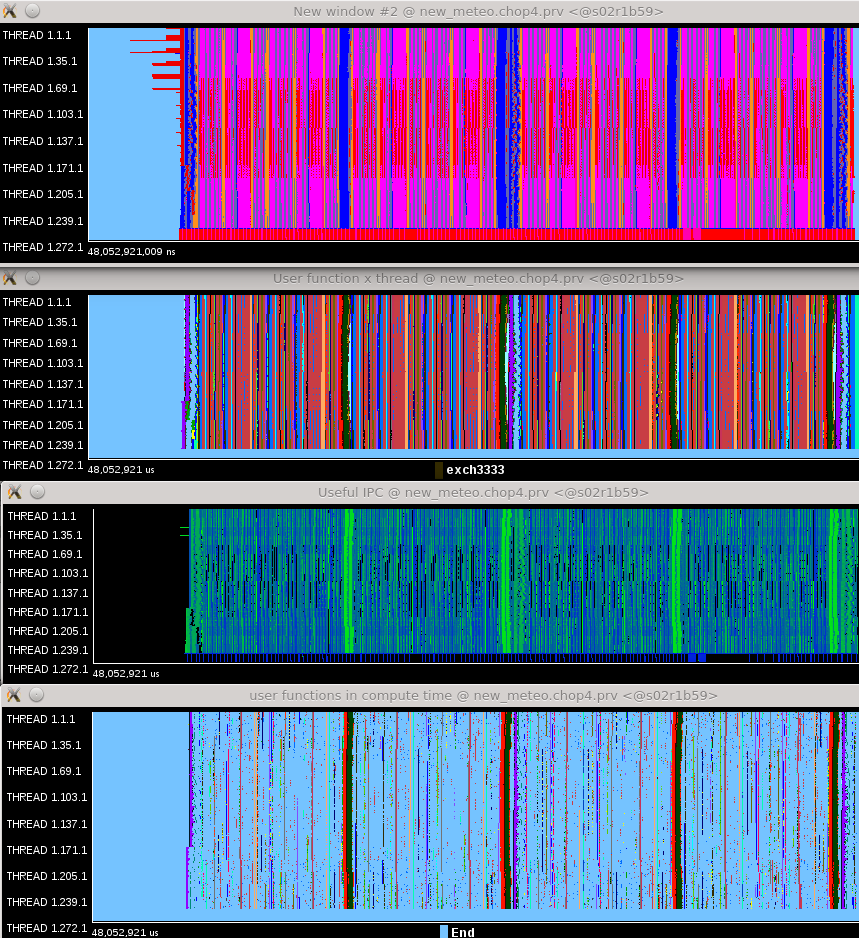 New window #2 @ new_meteo.chop4.prv <@s02r1b59>
THREAD 1.1.1
THREAD 1.35.1
THREAD 1.69.1
THREAD 1.103.1
THREAD 1.137.1
THREAD 1.171.1
THREAD 1.205.1
THREAD 1.239.1
THREAD 1.272.1
48,052,921,009 ns
User function x thread @ new_meteo.chop4.prv <@s02r1b59>
THREAD 1.1.1
THREAD 1.35.1
THREAD 1.69.1
THREAD 1.103.1
THREAD 1.137.1
THREAD 1.171.1
THREAD 1.205.1
THREAD 1.239.1
THREAD 1.272.1
48,052,921 us
exch3333
Useful IPC @ new_meteo.chop4.prv <@s02r1b59>
THREAD 1.1.1
THREAD 1.35.1
THREAD 1.69.1
THREAD 1.103.1
THREAD 1.137.1
THREAD 1.171.1
THREAD 1.205.1
THREAD 1.239.1
THREAD 1.272.1
48,052,921 us
user functions in compute time @ new_meteo.chop4.prv <@s02r1b59>
THREAD 1.1.1
THREAD 1.35.1
THREAD 1.69.1
THREAD 1.103.1
THREAD 1.137.1
THREAD 1.171.1
THREAD 1.205.1
THREAD 1.239.1
THREAD 1.272.1
48,052,921 us
End